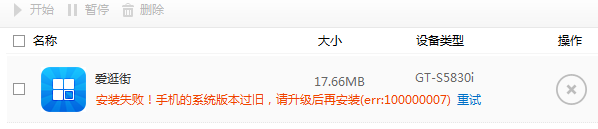 开始 暂停 删除
名称 大小 设备类型 操作
爱逛街 17.66MB GT-S5830i
安装失败！手机的系统版本过旧，请升级后再安装(err:100000007) 重试